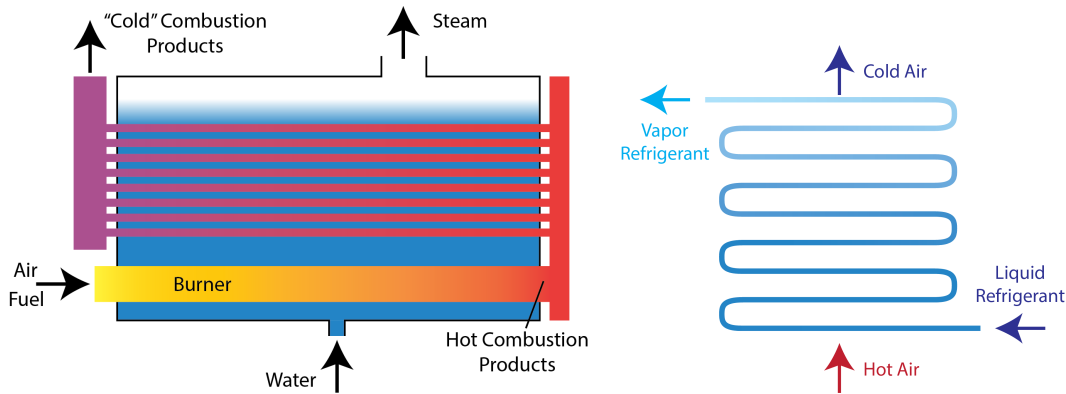 “Cold” Combustion
Products
Steam
Air
Fuel
Burner
Hot Combustion
Products
Water
Cold Air
Vapor
Refrigerant
Liquid
Refrigerant
Hot Air